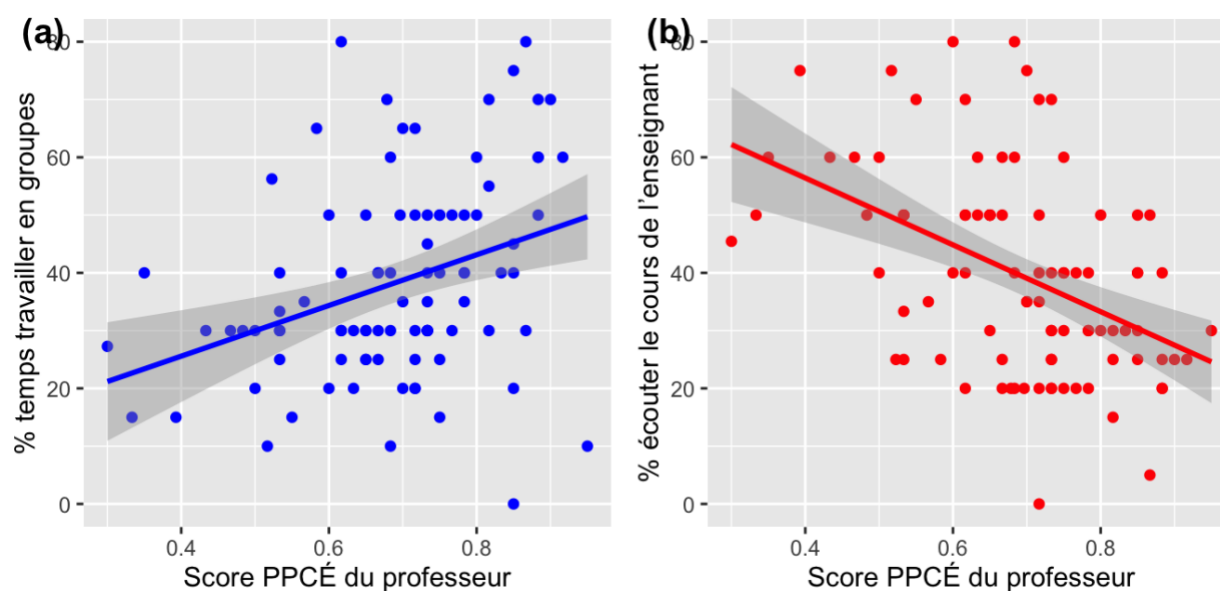 (a)
% temps travailler en groupes
80
60
40
20
0
0.4 0.6 0.8
Score PPCÉ du professeur
(b)
% écouter le cours de l'enseignant
80
60
40
20
0
0.4 0.6 0.8
Score PPCÉ du professeur